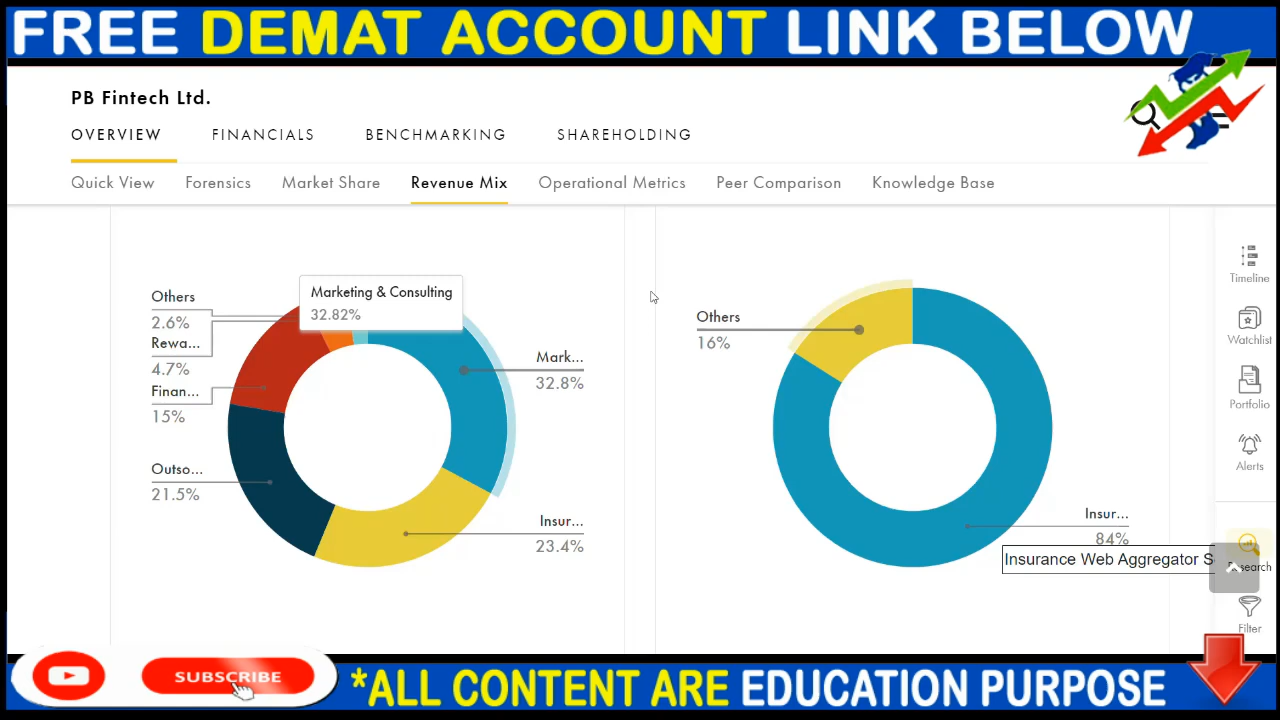 FREE DEMAT ACCOUNT LINK BELOW
PB Fintech Ltd.
OVERVIEW FINANCIALS BENCHMARKING SHAREHOLDING
Quick View Forensics Market Share Revenue Mix Operational Metrics Peer Comparison Knowledge Base
Marketing & Consulting
32.82%
Others
2.6%
Rewa...
4.7%
Finan...
15%
Outso...
21.5%
Mark...
32.8%
Insur...
23.4%
Others
16%
Insur...
84%
Insurance Web Aggregator S
Timeline
Watchlist
Portfolio
Alerts
Filter
SUBSCRIBE
*ALL CONTENT ARE EDUCATION PURPOSE